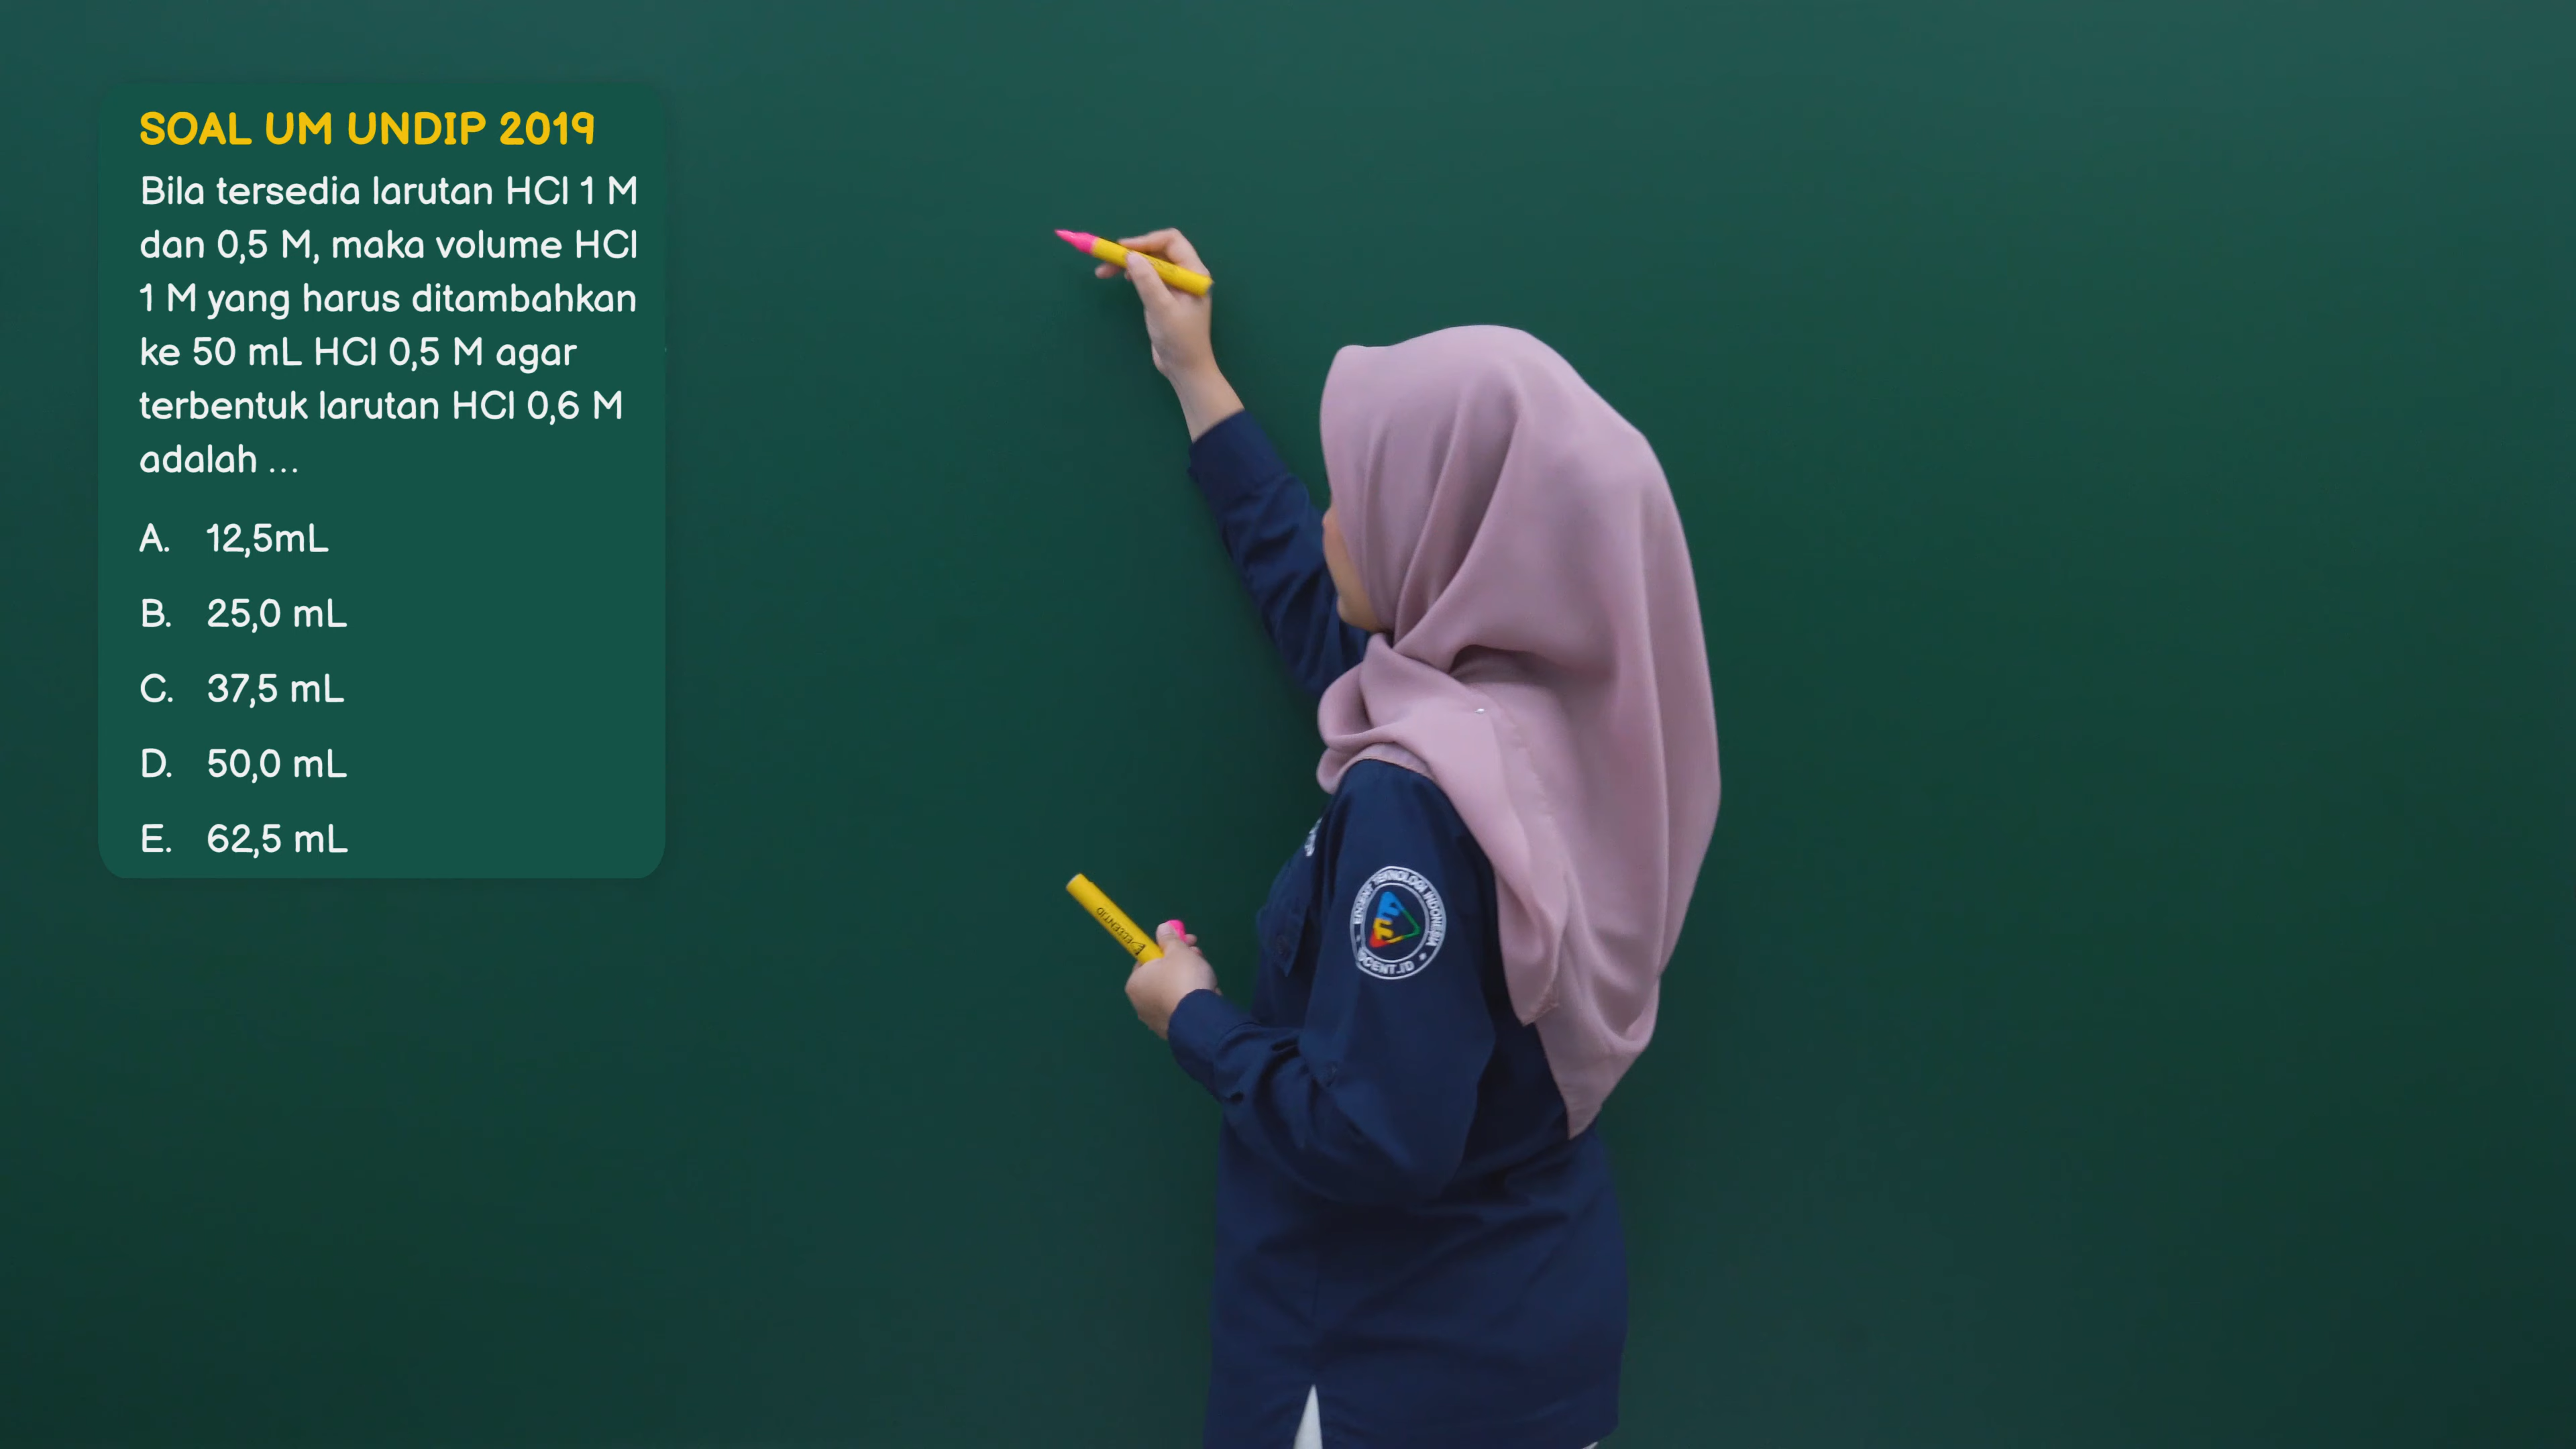 SOAL UM UNDIP 2019
Bila tersedia larutan HCl 1 M
dan 0,5 M, maka volume HCl
1 M yang harus ditambahkan
ke 50 mL HCl 0,5 M agar
terbentuk larutan HCl 0,6 M
adalah ...
A. 12,5mL
B. 25,0 mL
C. 37,5 mL
D. 50,0 mL
E. 62,5 mL
TEKNOLOGI INDONESIA